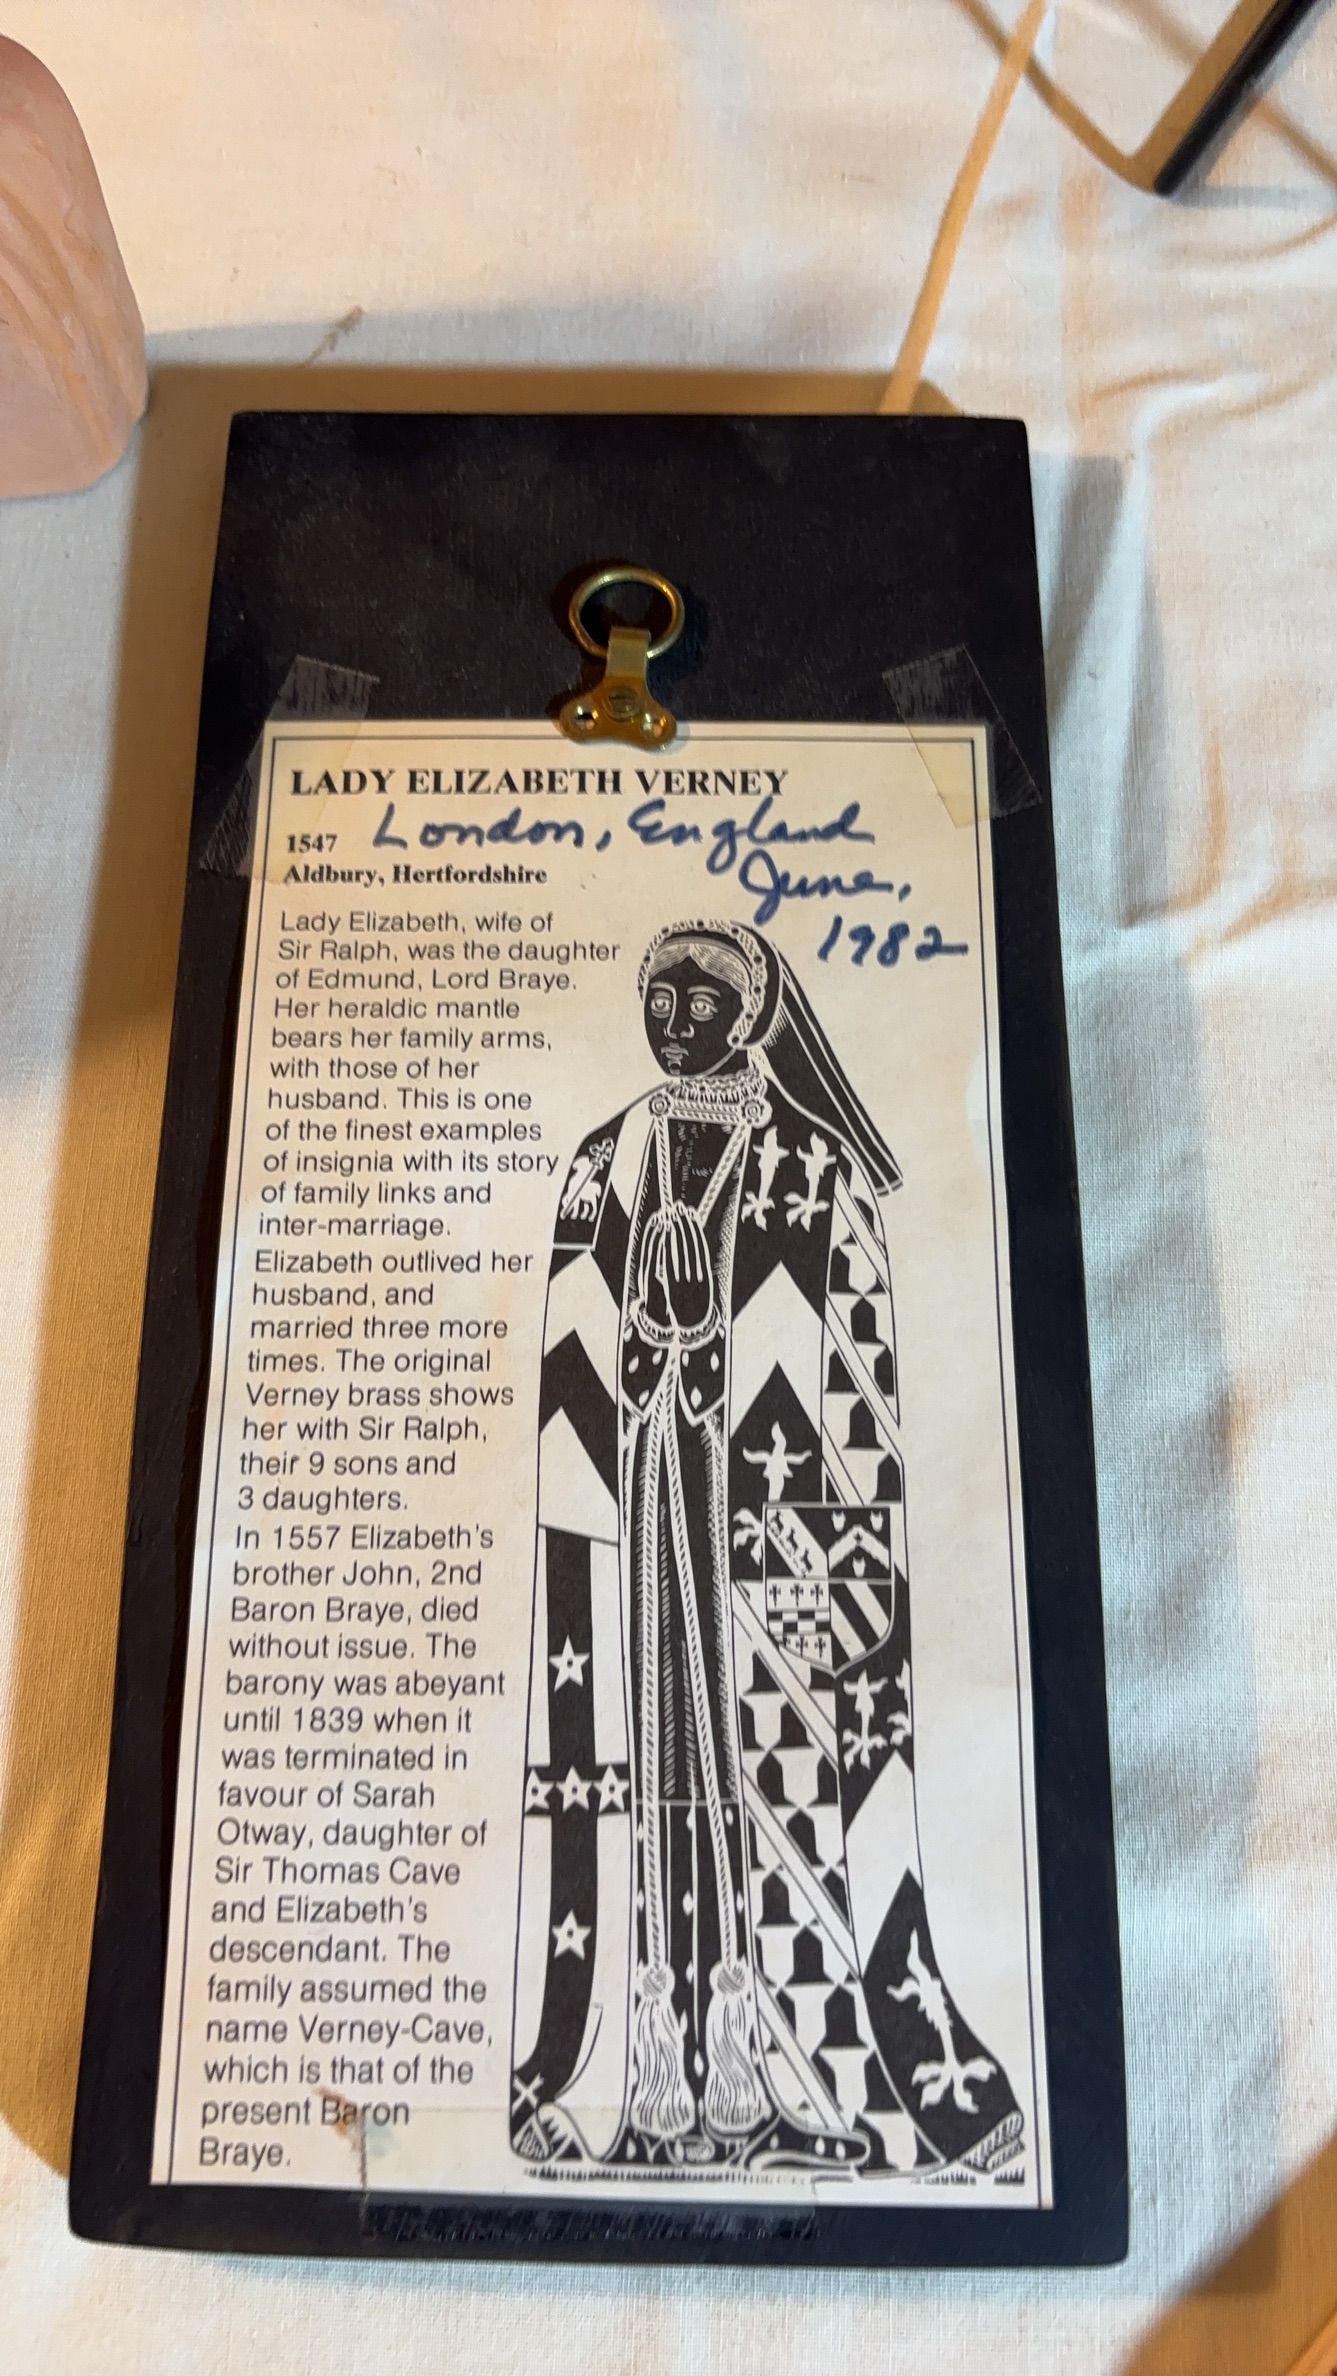 LADY ELIZABETH VERNEY
1547 London, England
Aldbury, Hertfordshire June,
1982
Lady Elizabeth, wife of
Sir Ralph, was the daughter
of Edmund, Lord Braye.
Her heraldic mantle
bears her family arms,
with those of her
husband. This is one
of the finest examples
of insignia with its story
of family links and
inter-marriage.
Elizabeth outlived her
husband, and
married three more
times. The original
Verney brass shows
her with Sir Ralph,
their 9 sons and
3 daughters.
In 1557 Elizabeth's
brother John, 2nd
Baron Braye, died
without issue. The
barony was abeyant
until 1839 when it
was terminated in
favour of Sarah
Otway, daughter of
Sir Thomas Cave
and Elizabeth's
descendant. The
family assumed the
name Verney-Cave,
which is that of the
present Baron
Braye.